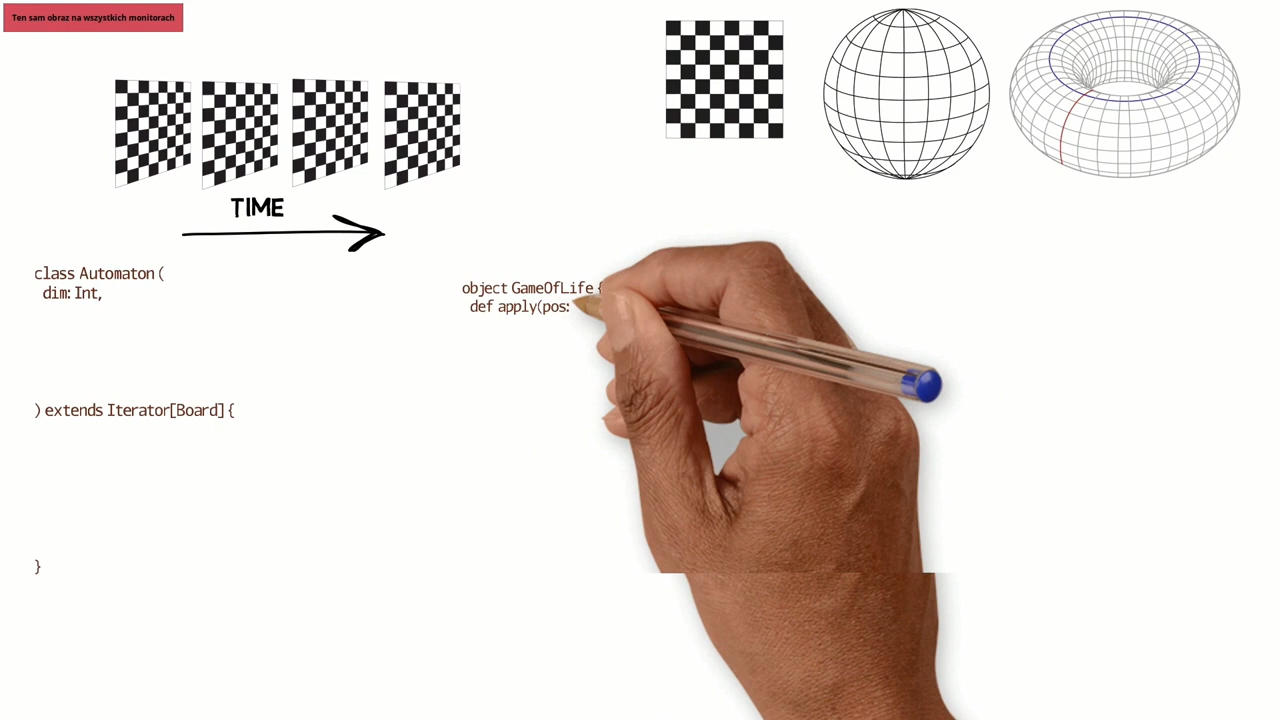 Ten sam obraz na wszystkich monitorach
TIME
class Automaton (
dim: Int,
) extends Iterator[Board] {
}
object GameOfLife {
def apply(pos: